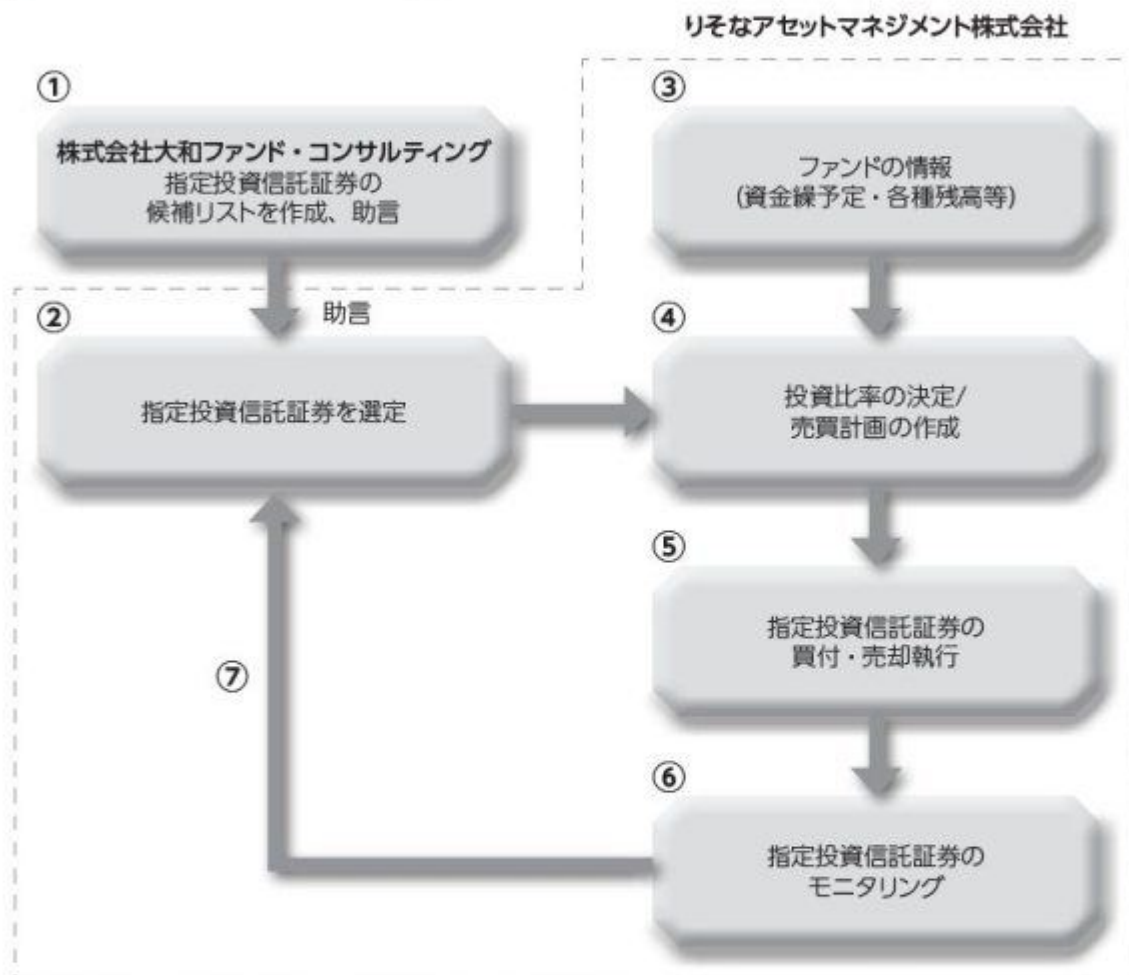 りそなアセットマネジメント株式会社
①
株式会社大和ファンド・コンサルティング
指定投資信託証券の
候補リストを作成、助言
助言
②
指定投資信託証券を選定
③
ファンドの情報
(資金繰予定・各種残高等)
④
投資比率の決定/
売買計画の作成
⑤
指定投資信託証券の
買付・売却執行
⑥
指定投資信託証券の
モニタリング
⑦